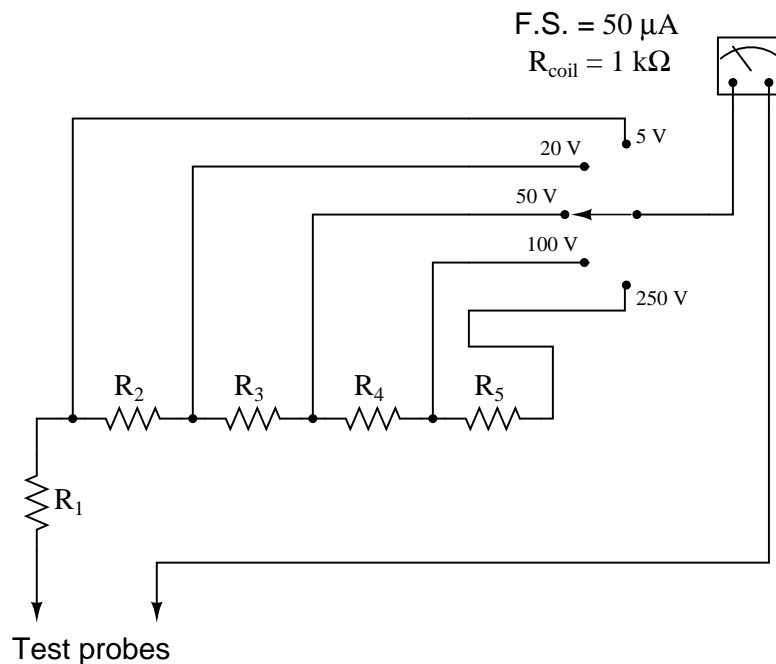 F.S. = 50 μA
R_coil = 1 kΩ
5 V
20 V
50 V
100 V
250 V
R₂ R₃ R₄ R₅
R₁
Test probes